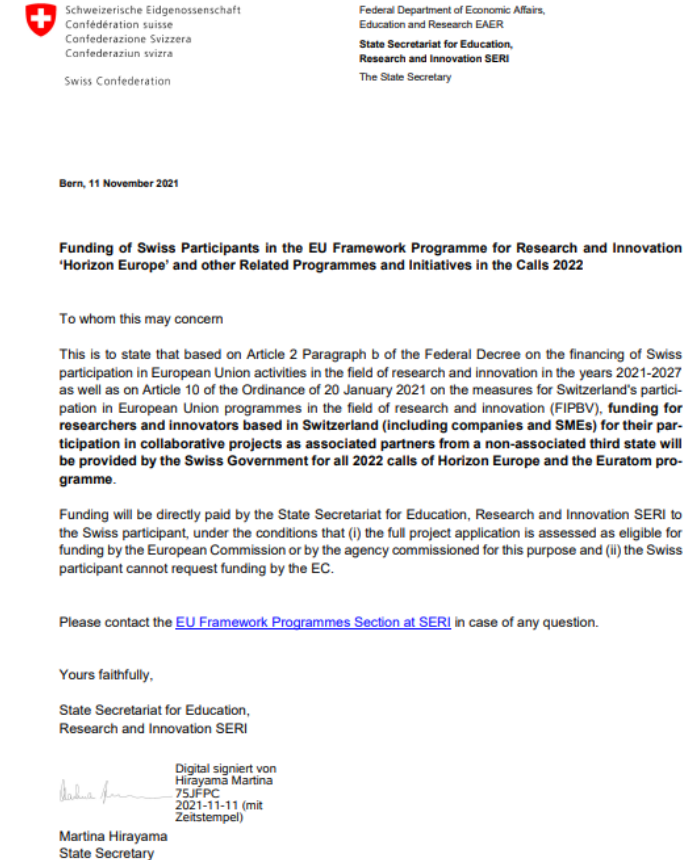 Schweizerische Eidgenossenschaft
Confédération suisse
Confederazione Svizzera
Confederaziun svizra
Swiss Confederation
Federal Department of Economic Affairs,
Education and Research EAER
State Secretariat for Education,
Research and Innovation SERI
The State Secretary
Bern, 11 November 2021
Funding of Swiss Participants in the EU Framework Programme for Research and Innovation
‘Horizon Europe’ and other Related Programmes and Initiatives in the Calls 2022
To whom this may concern
This is to state that based on Article 2 Paragraph b of the Federal Decree on the financing of Swiss
participation in European Union activities in the field of research and innovation in the years 2021-2027
as well as on Article 10 of the Ordinance of 20 January 2021 on the measures for Switzerland's partici-
pation in European Union programmes in the field of research and innovation (FIPBV), funding for
researchers and innovators based in Switzerland (including companies and SMEs) for their par-
ticipation in collaborative projects as associated partners from a non-associated third state will
be provided by the Swiss Government for all 2022 calls of Horizon Europe and the Euratom pro-
gramme.
Funding will be directly paid by the State Secretariat for Education, Research and Innovation SERI to
the Swiss participant, under the conditions that (i) the full project application is assessed as eligible for
funding by the European Commission or by the agency commissioned for this purpose and (ii) the Swiss
participant cannot request funding by the EC.
Please contact the EU Framework Programmes Section at SERI in case of any question.
Yours faithfully,
State Secretariat for Education,
Research and Innovation SERI
Digital signiert von
Hirayama Martina
75JFPC
2021-11-11 (mit
Zeitstempel)
Martina Hirayama
State Secretary